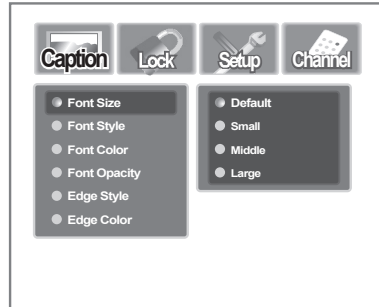 Caption Lock Setup Channel
Font Size
Font Style
Font Color
Font Opacity
Edge Style
Edge Color
Default
Small
Middle
Large